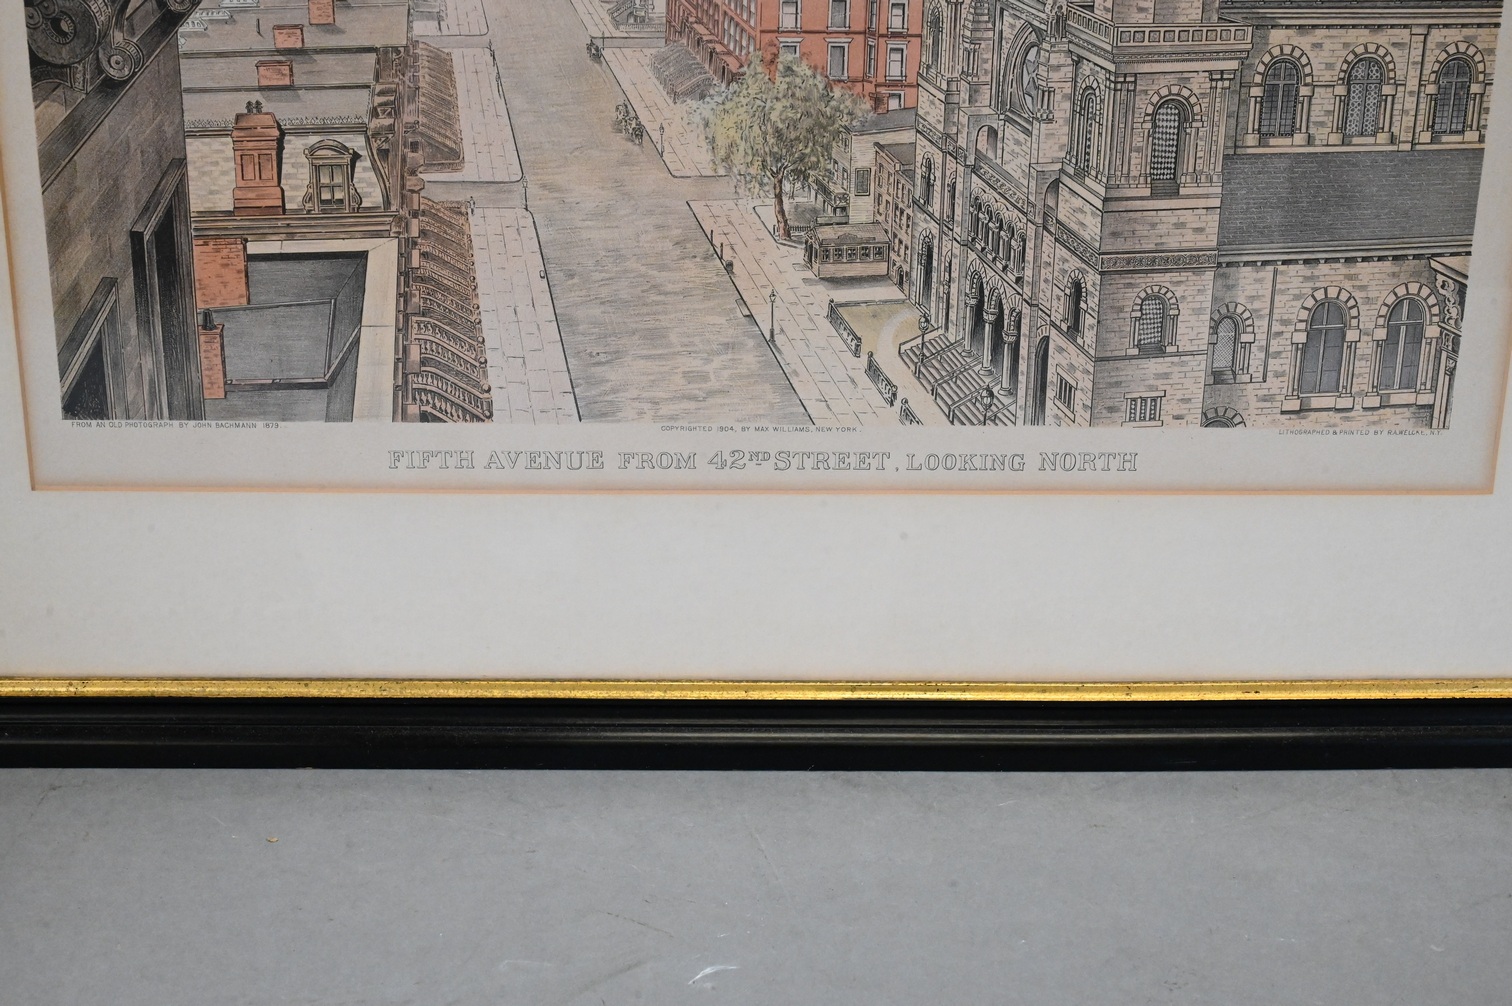 FROM AN OLD PHOTOGRAPH BY JOHN BACHMANN 1879.
COPYRIGHTED 1904, BY MAX WILLIAMS, NEW YORK.
LITHOGRAPHED & PRINTED BY R.A.WELCKE, N.Y.
FIFTH AVENUE FROM 42ND STREET, LOOKING NORTH